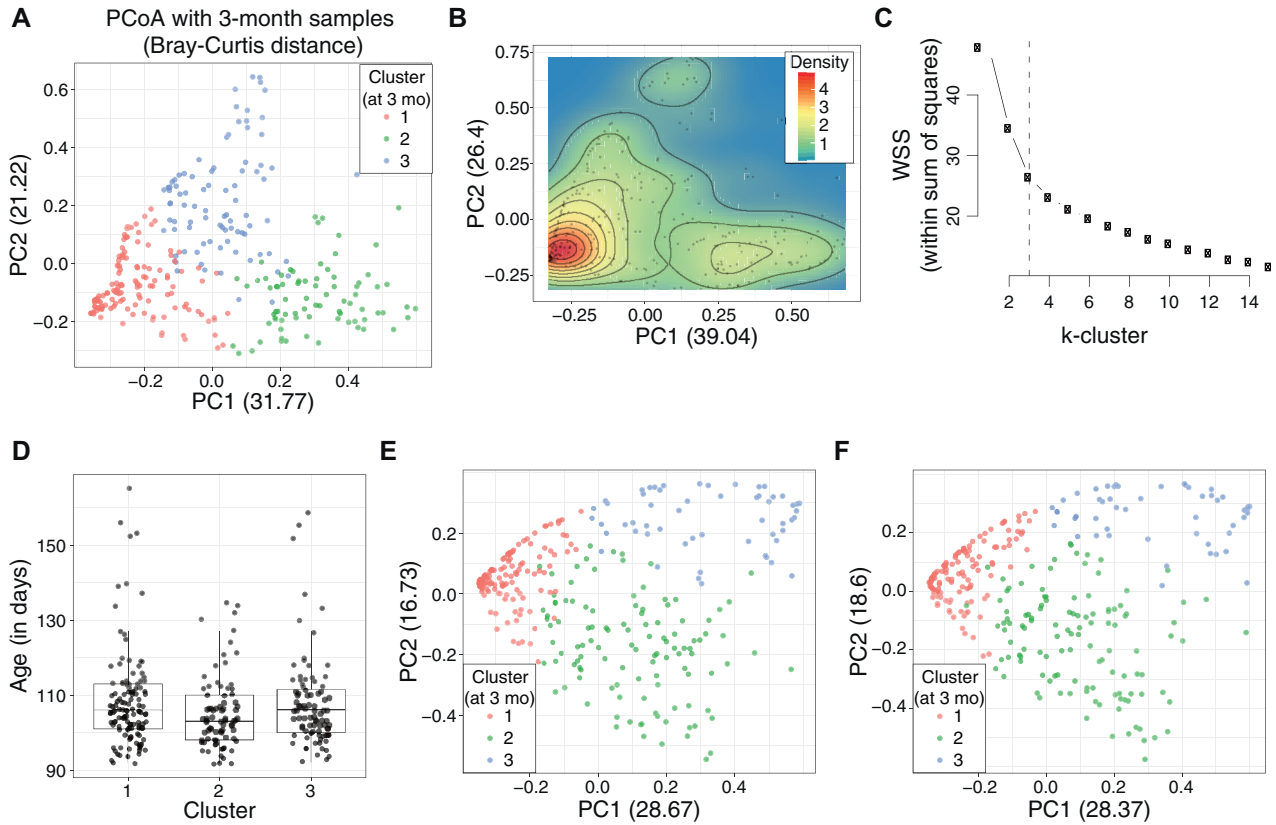 A
PCoA with 3-month samples
(Bray-Curtis distance)
Cluster
(at 3 mo)
1
2
3
0.6
0.4
0.2
0.0
−0.2
PC2 (21.22)
−0.2
0.0
0.2
0.4
PC1 (31.77)
B
Density
4
3
2
1
0.75
0.50
0.25
0.00
−0.25
PC2 (26.4)
−0.25
0.00
0.25
0.50
PC1 (39.04)
C
WSS
(within sum of squares)
40
30
20
2
4
6
8
10
12
14
k-cluster
D
Age (in days)
150
130
110
90
1
2
3
Cluster
E
PC2 (16.73)
0.2
0.0
−0.2
−0.4
Cluster
(at 3 mo)
1
2
3
−0.2
0.0
0.2
0.4
PC1 (28.67)
F
PC2 (18.6)
0.2
0.0
−0.2
−0.4
Cluster
(at 3 mo)
1
2
3
−0.2
0.0
0.2
0.4
PC1 (28.37)